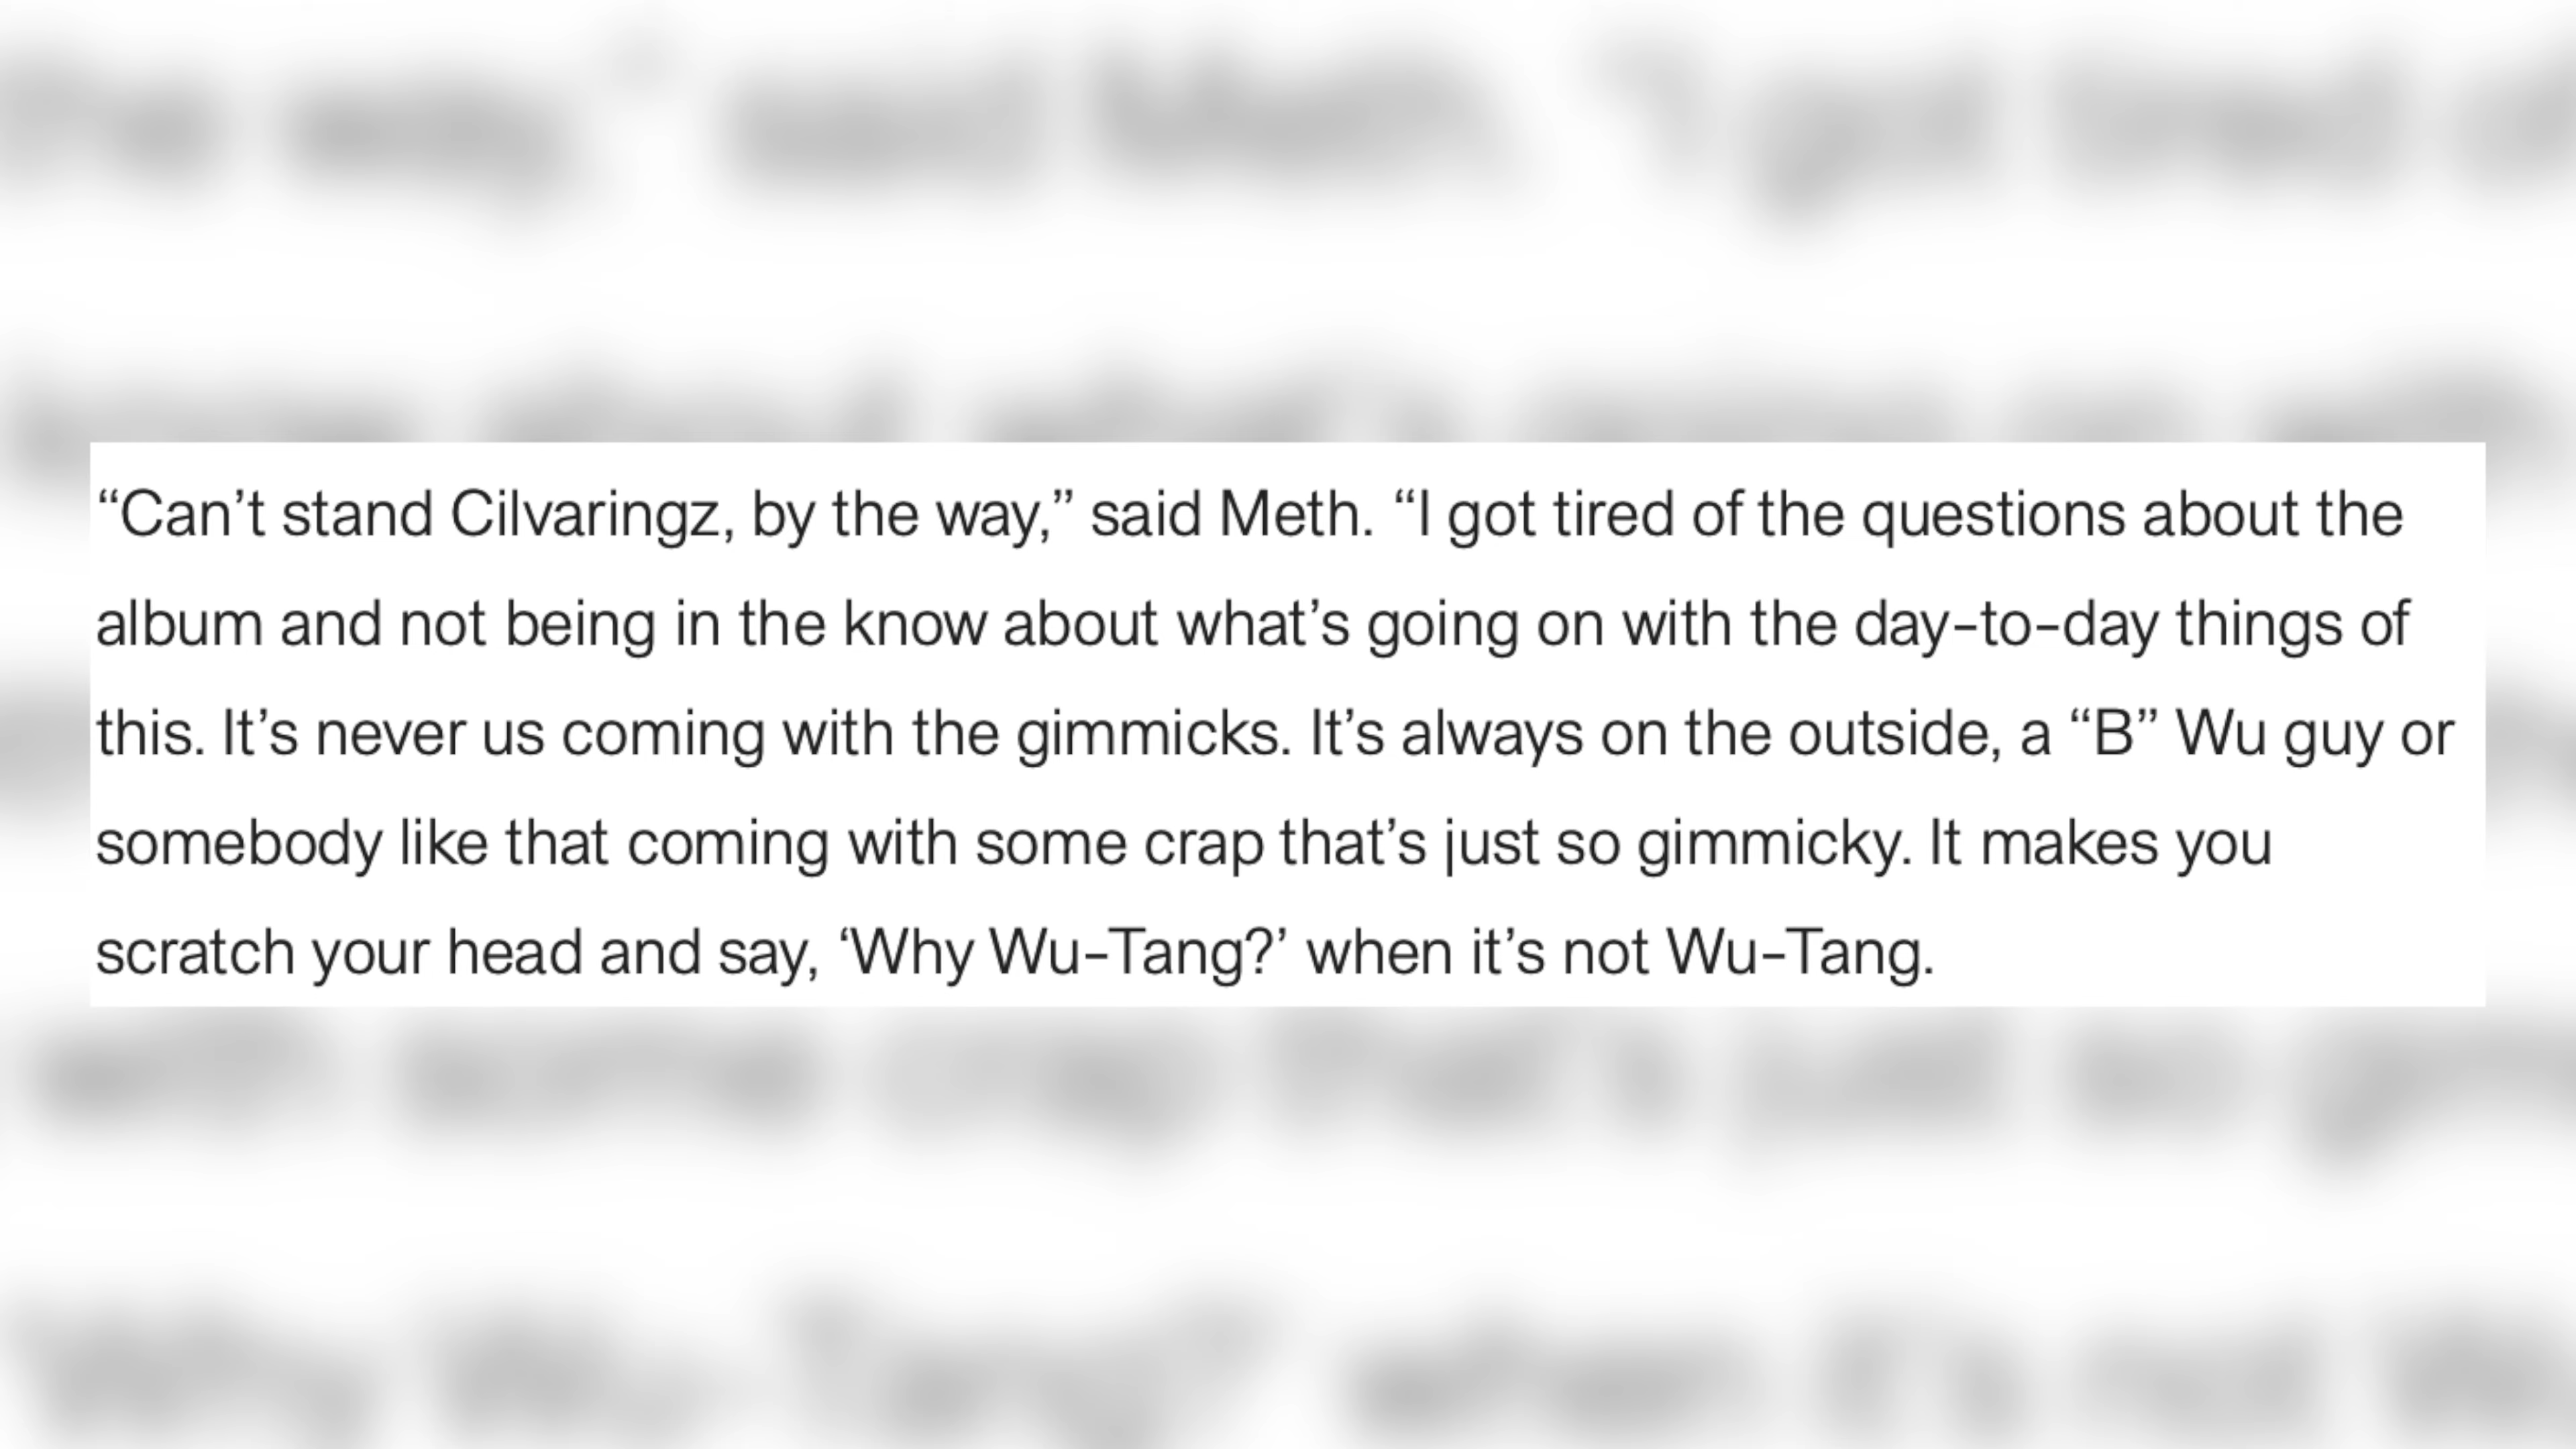 “Can’t stand Cilvaringz, by the way,” said Meth. “I got tired of the questions about the
album and not being in the know about what’s going on with the day-to-day things of
this. It’s never us coming with the gimmicks. It’s always on the outside, a “B” Wu guy or
somebody like that coming with some crap that’s just so gimmicky. It makes you
scratch your head and say, ‘Why Wu-Tang?’ when it’s not Wu-Tang.